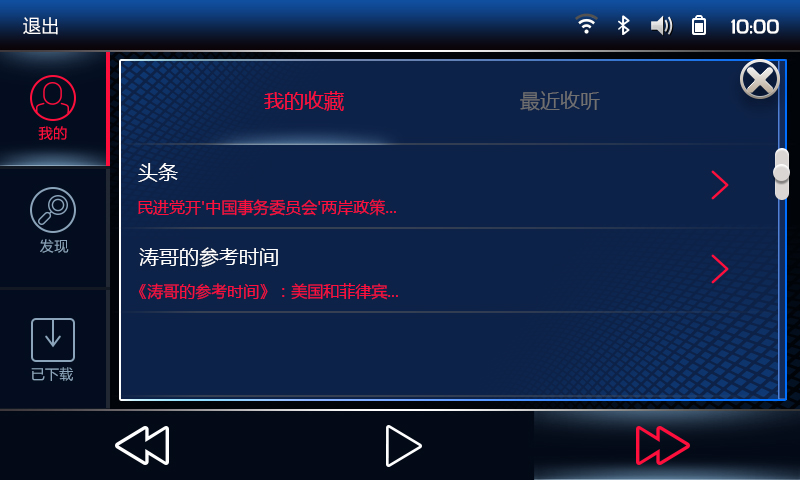 退出
10:00
我的
发现
已下载
我的收藏
最近收听
头条
民进党开'中国事务委员会'两岸政策...
涛哥的参考时间
《涛哥的参考时间》：美国和菲律宾...